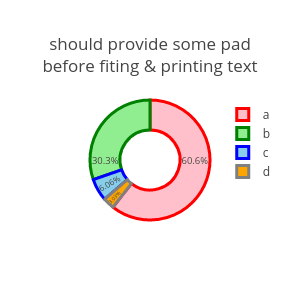 should provide some pad
before fiting & printing text
30.3%
60.6%
6.06%
a
b
c
d